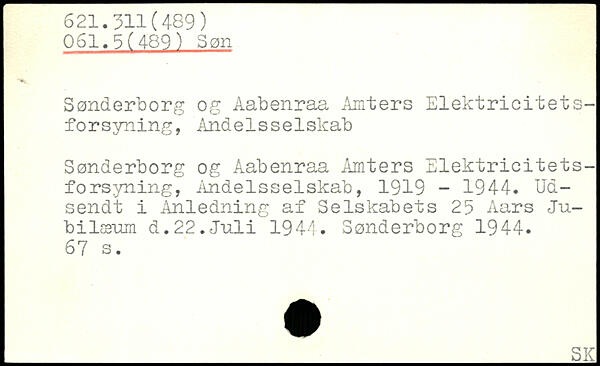 621.311(489)
061.5(489) Søn
Sønderborg og Aabenraa Amters Elektricitets-
forsyning, Andelsselskab
Sønderborg og Aabenraa Amters Elektricitets-
forsyning, Andelsselskab, 1919 - 1944. Ud-
sendt i Anledning af Selskabets 25 Aars Ju-
bilæum d.22.Juli 1944. Sønderborg 1944.
67 s.
SK